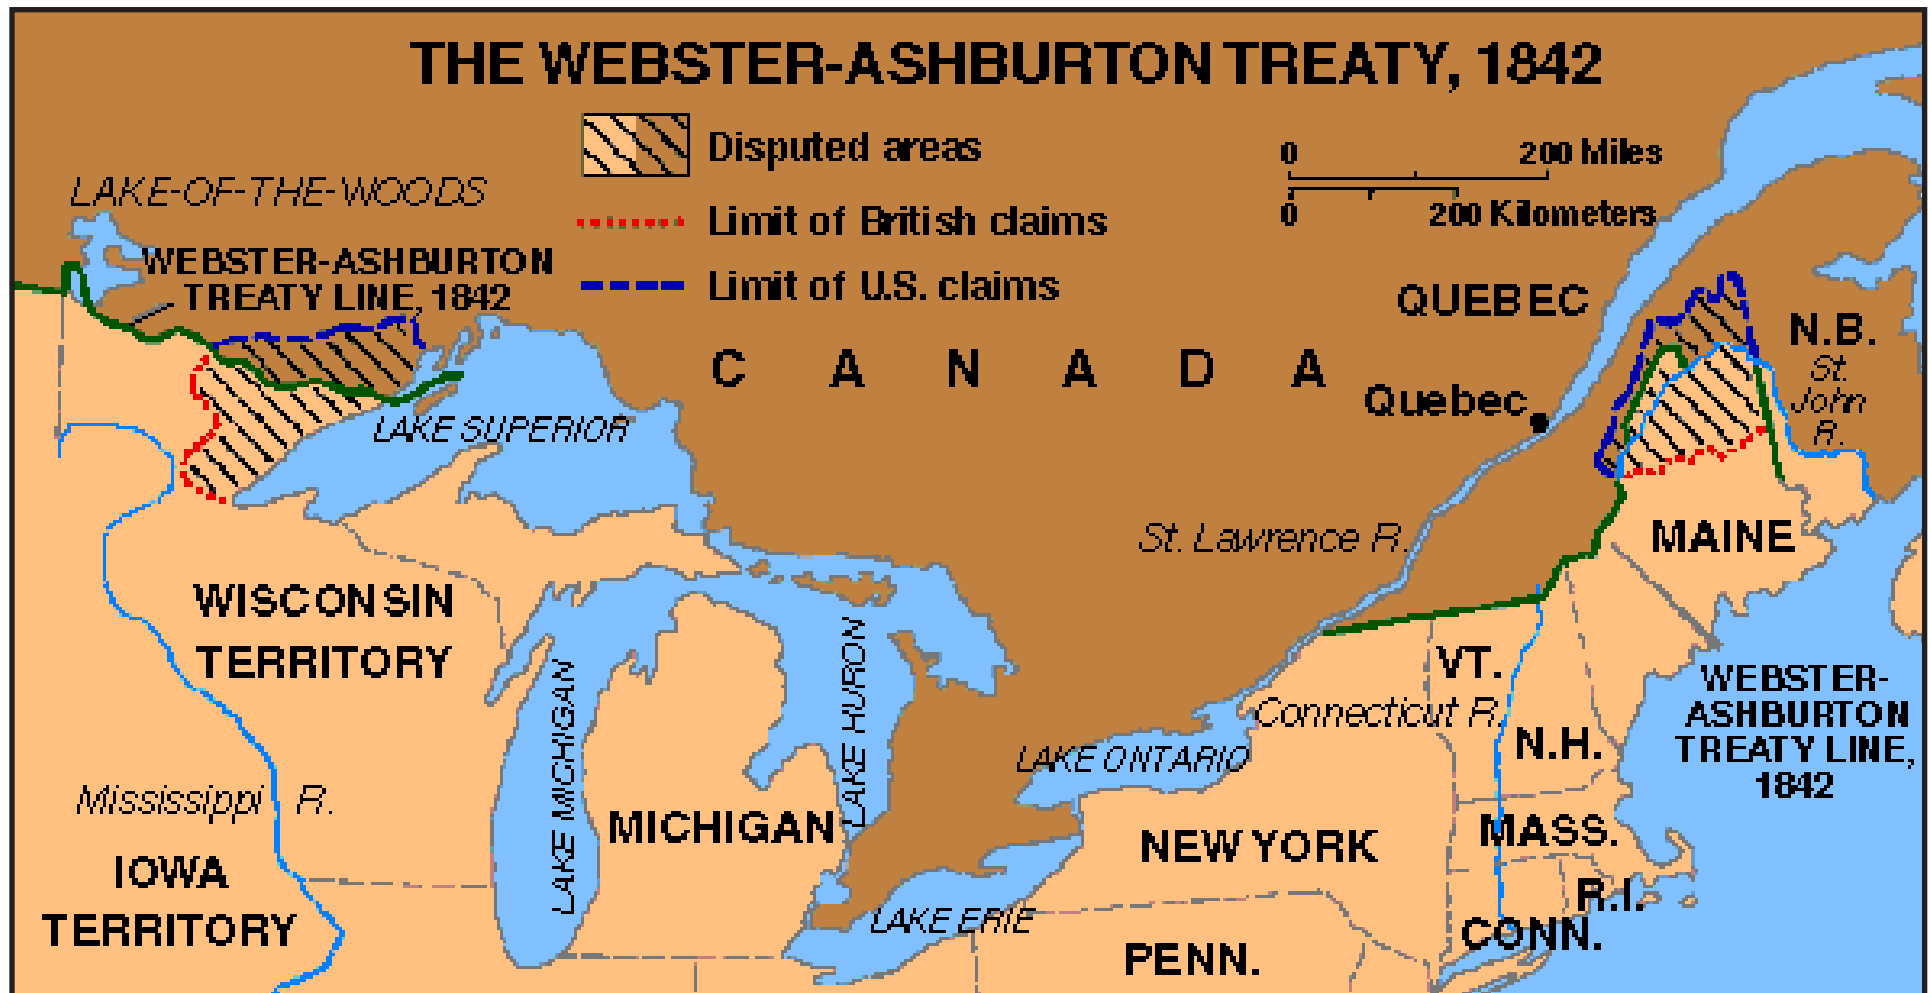 THE WEBSTER-ASHBURTON TREATY, 1842
Disputed areas
Limit of British claims
Limit of U.S. claims
0 200 Miles
0 200 Kilometers
LAKE-OF-THE-WOODS
WEBSTER-ASHBURTON
TREATY LINE, 1842
QUEBEC
N.B.
St.
John
R.
C A N A D A
Quebec
LAKE SUPERIOR
St. Lawrence R.
MAINE
WISCONSIN
TERRITORY
VT.
WEBSTER-
ASHBURTON
TREATY LINE,
1842
Connecticut R.
N.H.
LAKE MICHIGAN
LAKE HURON
LAKE ONTARIO
Mississippi R.
MICHIGAN
NEW YORK
MASS.
IOWA
TERRITORY
LAKE ERIE
R.I.
CONN.
PENN.